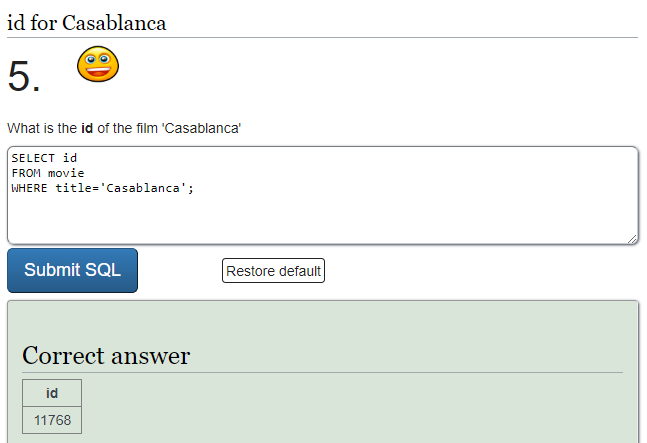 id for Casablanca
5.
What is the id of the film 'Casablanca'
SELECT id
FROM movie
WHERE title='Casablanca';
Submit SQL
Restore default
Correct answer
id
11768